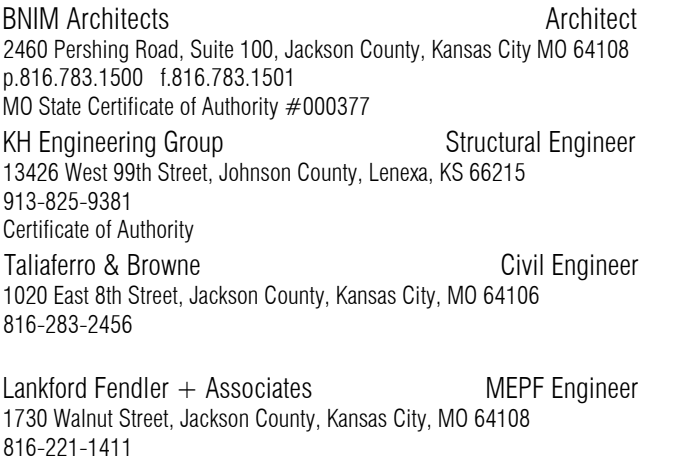 BNIM Architects Architect
2460 Pershing Road, Suite 100, Jackson County, Kansas City MO 64108
p.816.783.1500 f.816.783.1501
MO State Certificate of Authority #000377
KH Engineering Group Structural Engineer
13426 West 99th Street, Johnson County, Lenexa, KS 66215
913-825-9381
Certificate of Authority
Taliaferro & Browne Civil Engineer
1020 East 8th Street, Jackson County, Kansas City, MO 64106
816-283-2456
Lankford Fendler + Associates MEPF Engineer
1730 Walnut Street, Jackson County, Kansas City, MO 64108
816-221-1411